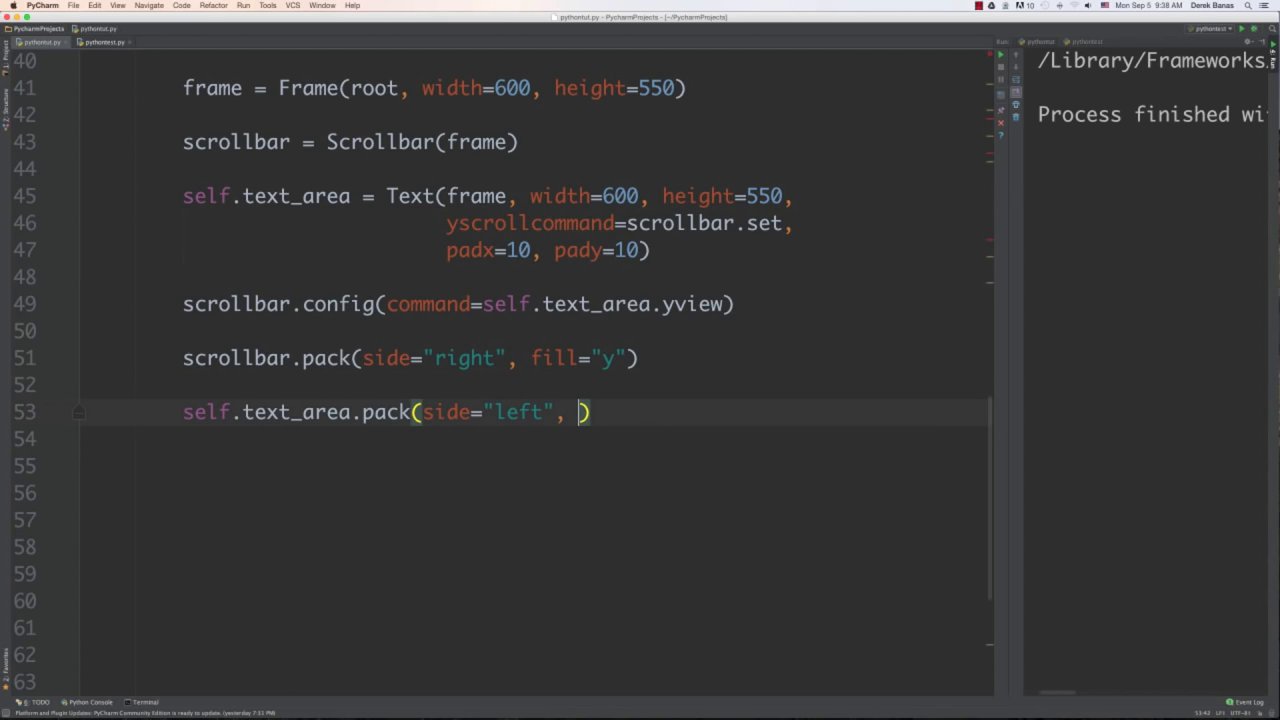 PyCharm File Edit View Navigate Code Refactor Run Tools VCS Window Help 10 Mon Sep 5 9:38 AM Derek Banas
pythontut.py - PycharmProjects - [~/PycharmProjects]
PycharmProjects pythontut.py pythontest
pythontut.py pythontest.py Run: pythontut pythontest
40
41 frame = Frame(root, width=600, height=550)
42
43 scrollbar = Scrollbar(frame)
44
45 self.text_area = Text(frame, width=600, height=550,
46 yscrollcommand=scrollbar.set,
47 padx=10, pady=10)
48
49 scrollbar.config(command=self.text_area.yview)
50
51 scrollbar.pack(side="right", fill="y")
52
53 self.text_area.pack(side="left", )
54
55
56
57
58
59
60
61
62
63
/Library/Frameworks
Process finished wi
1: Project
Structure
2: Favorites
Run
6: TODO Python Console Terminal Event Log
Platform and Plugin Updates: PyCharm Community Edition is ready to update. (yesterday 7:51 PM) 53:42 LF÷ UTF-8÷